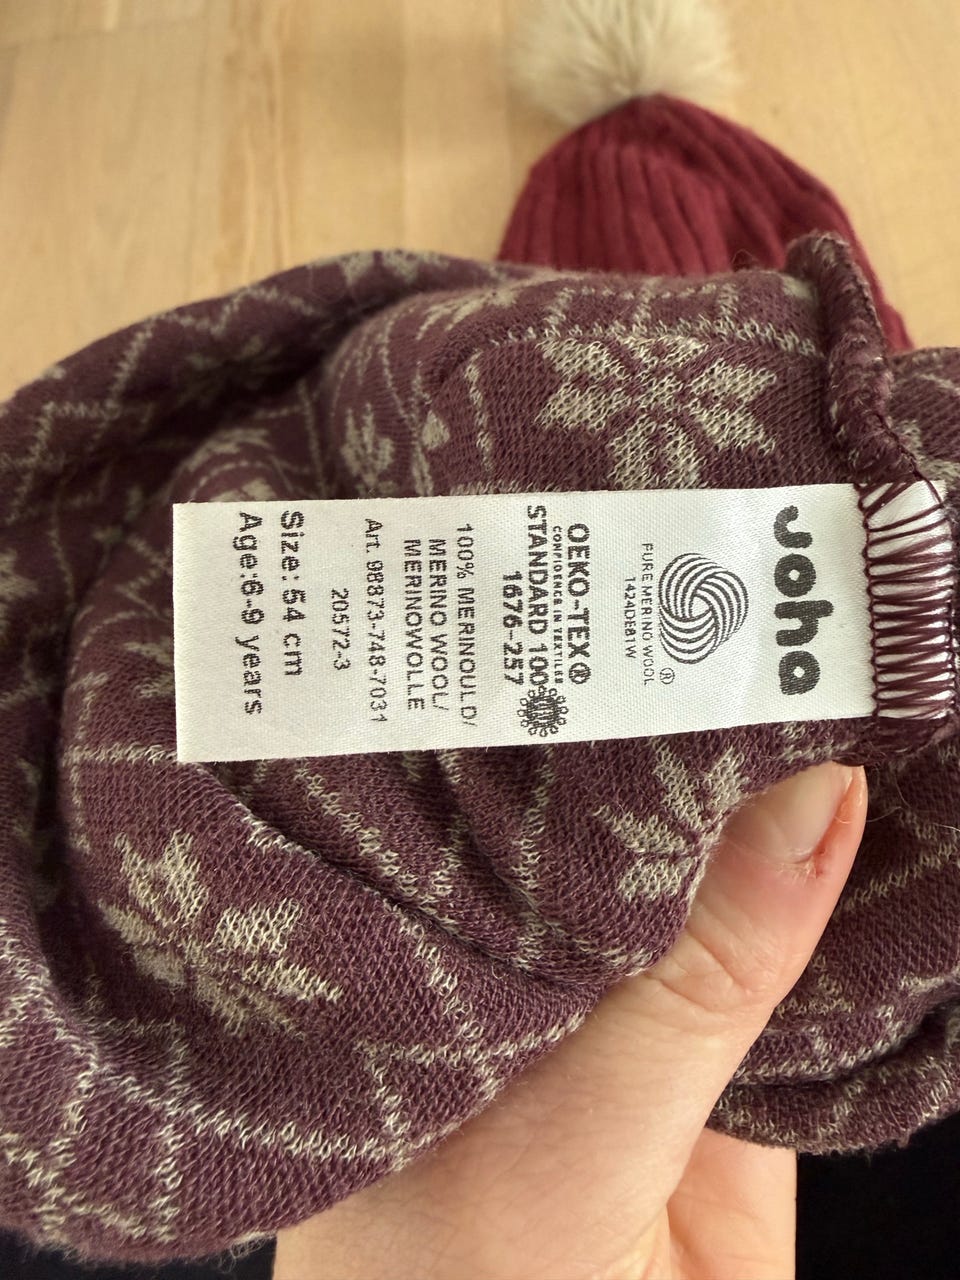 Joha
®
PURE MERINO WOOL
1424DE81W
OEKO-TEX®
CONFIDENCE IN TEXTILES
STANDARD 100
1676-257
100% MERINOULD/
MERINO WOOL/
MERINOWOLLE
Art. 98873-748-7031
20572-3
Size: 54 cm
Age:6-9 years